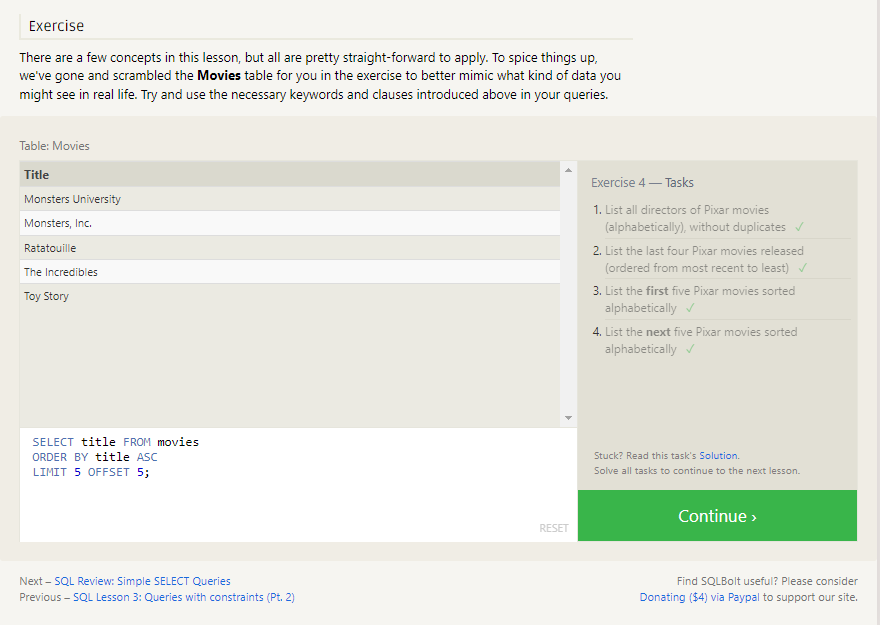 Exercise
There are a few concepts in this lesson, but all are pretty straight-forward to apply. To spice things up,
we've gone and scrambled the Movies table for you in the exercise to better mimic what kind of data you
might see in real life. Try and use the necessary keywords and clauses introduced above in your queries.
Table: Movies
Title
Monsters University
Monsters, Inc.
Ratatouille
The Incredibles
Toy Story
SELECT title FROM movies
ORDER BY title ASC
LIMIT 5 OFFSET 5;
RESET
Exercise 4 — Tasks
1. List all directors of Pixar movies
(alphabetically), without duplicates ✓
2. List the last four Pixar movies released
(ordered from most recent to least) ✓
3. List the first five Pixar movies sorted
alphabetically ✓
4. List the next five Pixar movies sorted
alphabetically ✓
Stuck? Read this task's Solution.
Solve all tasks to continue to the next lesson.
Continue ›
Next – SQL Review: Simple SELECT Queries
Previous – SQL Lesson 3: Queries with constraints (Pt. 2)
Find SQLBolt useful? Please consider
Donating ($4) via Paypal to support our site.